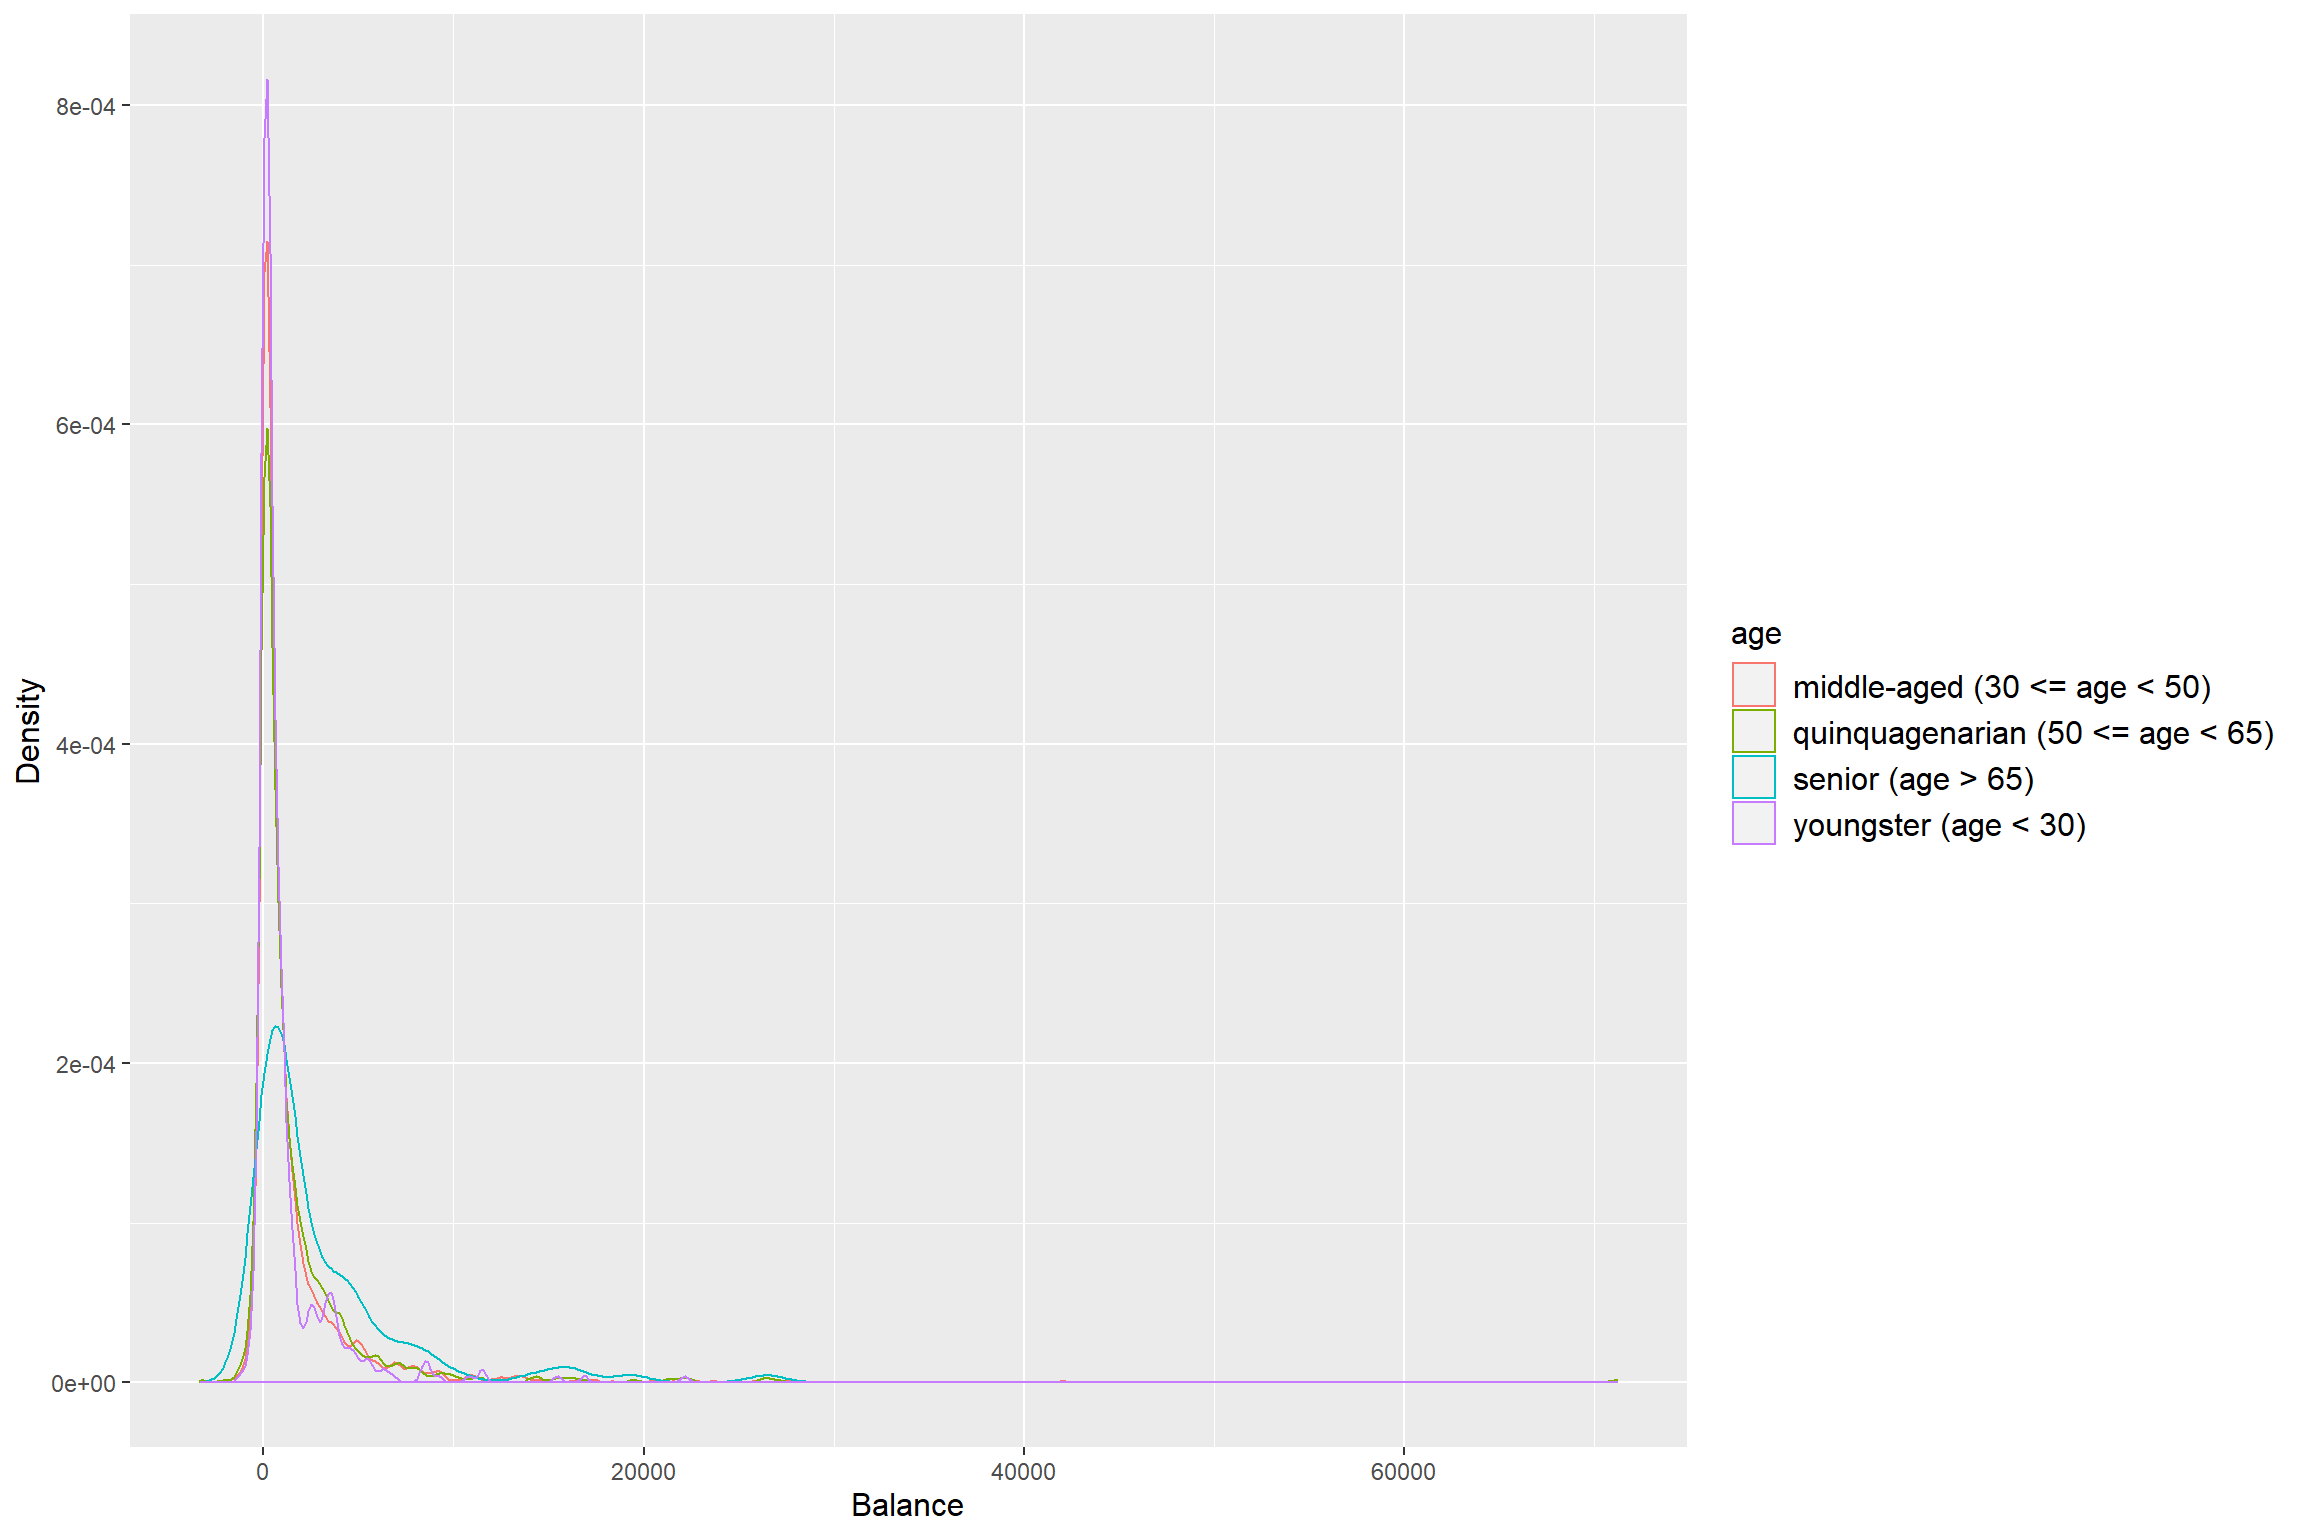 8e-04
6e-04
4e-04
2e-04
0e+00
Density
0
20000
40000
60000
Balance
age
middle-aged (30 <= age < 50)
quinquagenarian (50 <= age < 65)
senior (age > 65)
youngster (age < 30)